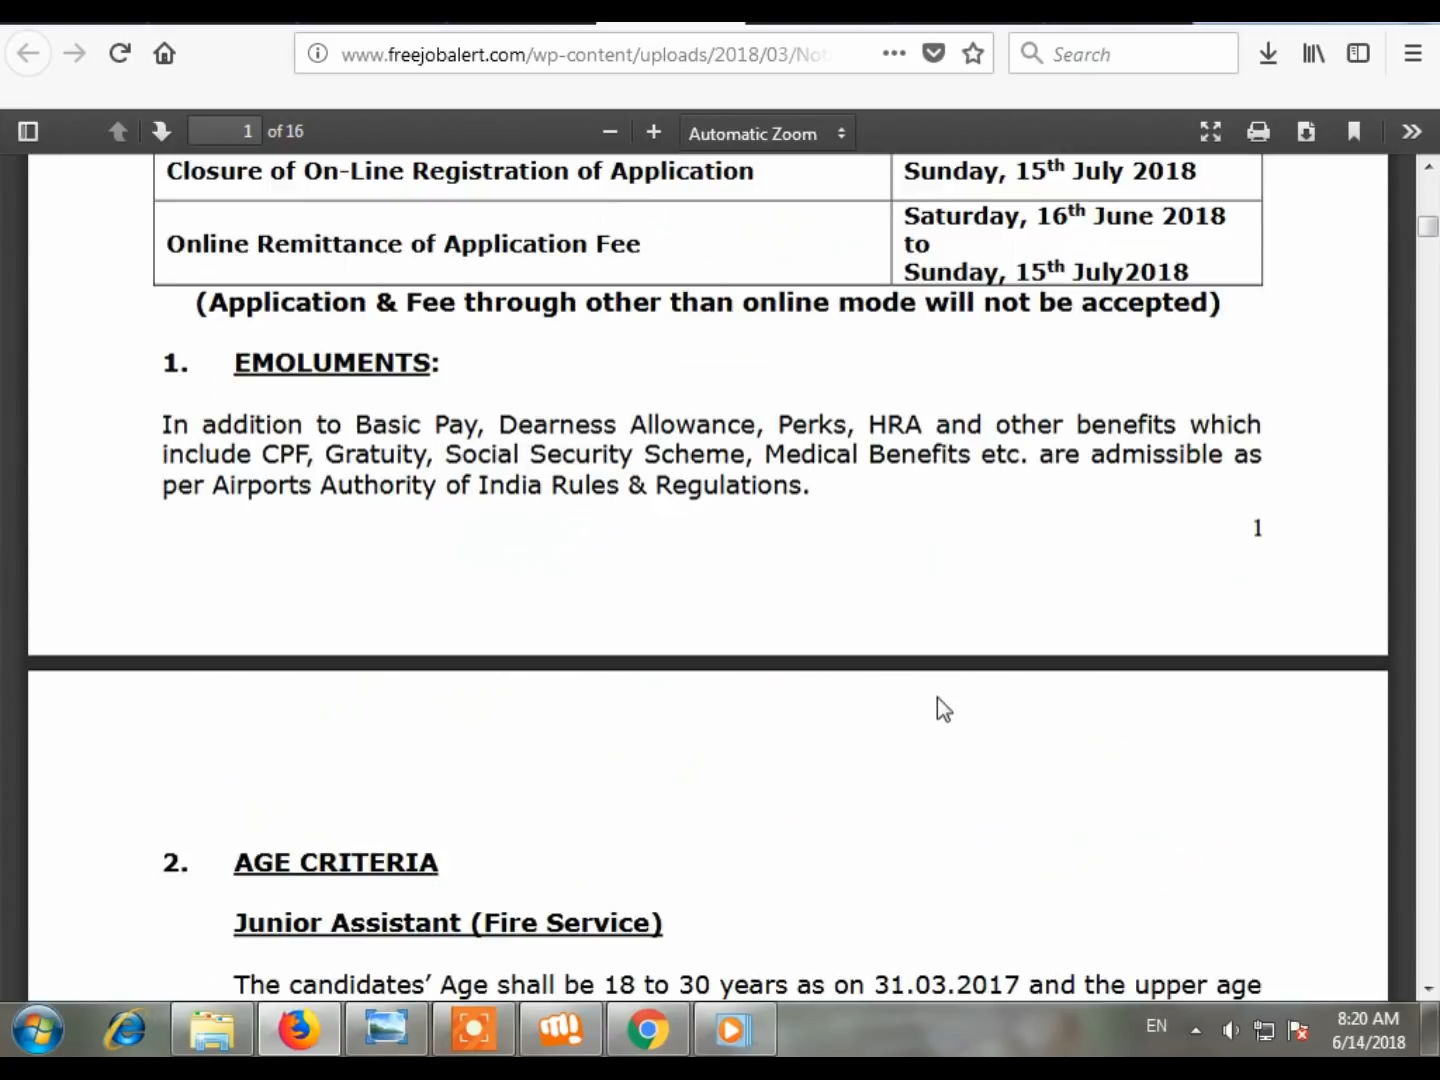 www.freejobalert.com/wp-content/uploads/2018/03/No
Search
1 of 16
Automatic Zoom
Closure of On-Line Registration of Application Sunday, 15th July 2018
Online Remittance of Application Fee
Saturday, 16th June 2018
to
Sunday, 15th July2018
(Application & Fee through other than online mode will not be accepted)
1. EMOLUMENTS:
In addition to Basic Pay, Dearness Allowance, Perks, HRA and other benefits which
include CPF, Gratuity, Social Security Scheme, Medical Benefits etc. are admissible as
per Airports Authority of India Rules & Regulations.
1
2. AGE CRITERIA
Junior Assistant (Fire Service)
The candidates’ Age shall be 18 to 30 years as on 31.03.2017 and the upper age
EN
8:20 AM
6/14/2018